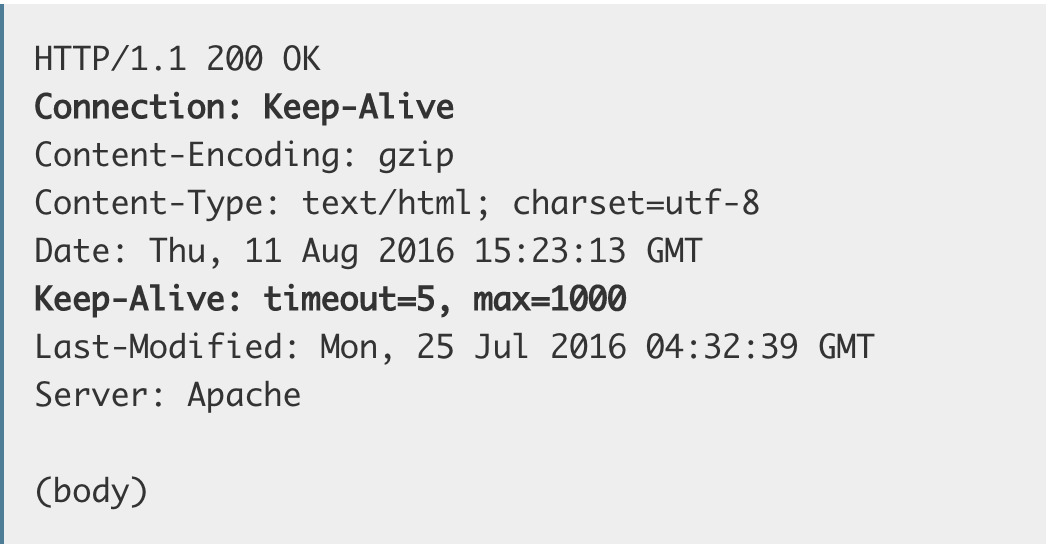 HTTP/1.1 200 OK
Connection: Keep-Alive
Content-Encoding: gzip
Content-Type: text/html; charset=utf-8
Date: Thu, 11 Aug 2016 15:23:13 GMT
Keep-Alive: timeout=5, max=1000
Last-Modified: Mon, 25 Jul 2016 04:32:39 GMT
Server: Apache
(body)